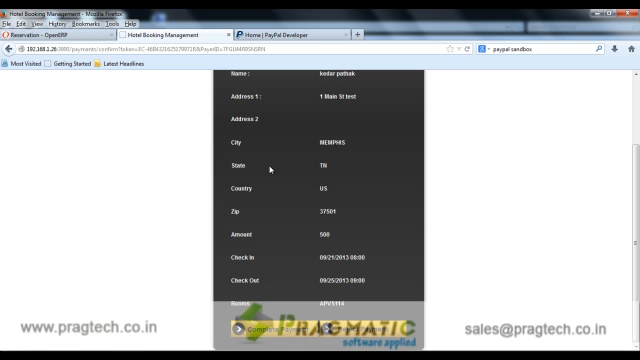 Hotel Booking Management - Mozilla Firefox
File Edit View History Bookmarks Tools Help
Reservation - OpenERP
Hotel Booking Management
Home | PayPal Developer
paypal sandbox
Most Visited
Getting Started
Latest Headlines
Name : kedar pathak
Address 1 : 1 Main St test
Address 2
City MEMPHIS
State TN
Country US
Zip 37501
Amount 500
Check In 09/21/2013 08:00
Check Out 09/25/2013 09:00
Rooms
Complete Payment
PRAGMATIC
software applied
www.pragtech.co.in
sales@pragtech.co.in